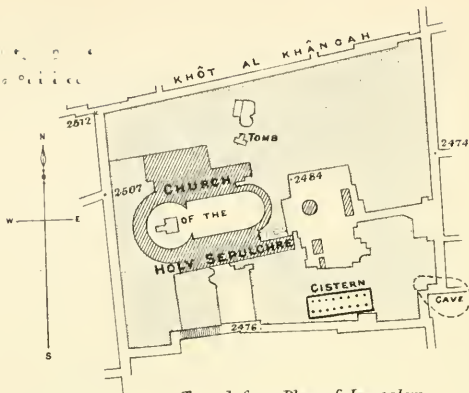 KHÔT AL KHÂNGAH
2512
TOMB
N
2474
2507
CHURCH
2484
OF THE
W
E
HOLY SEPULCHRE
CISTERN
CAVE
2476
S